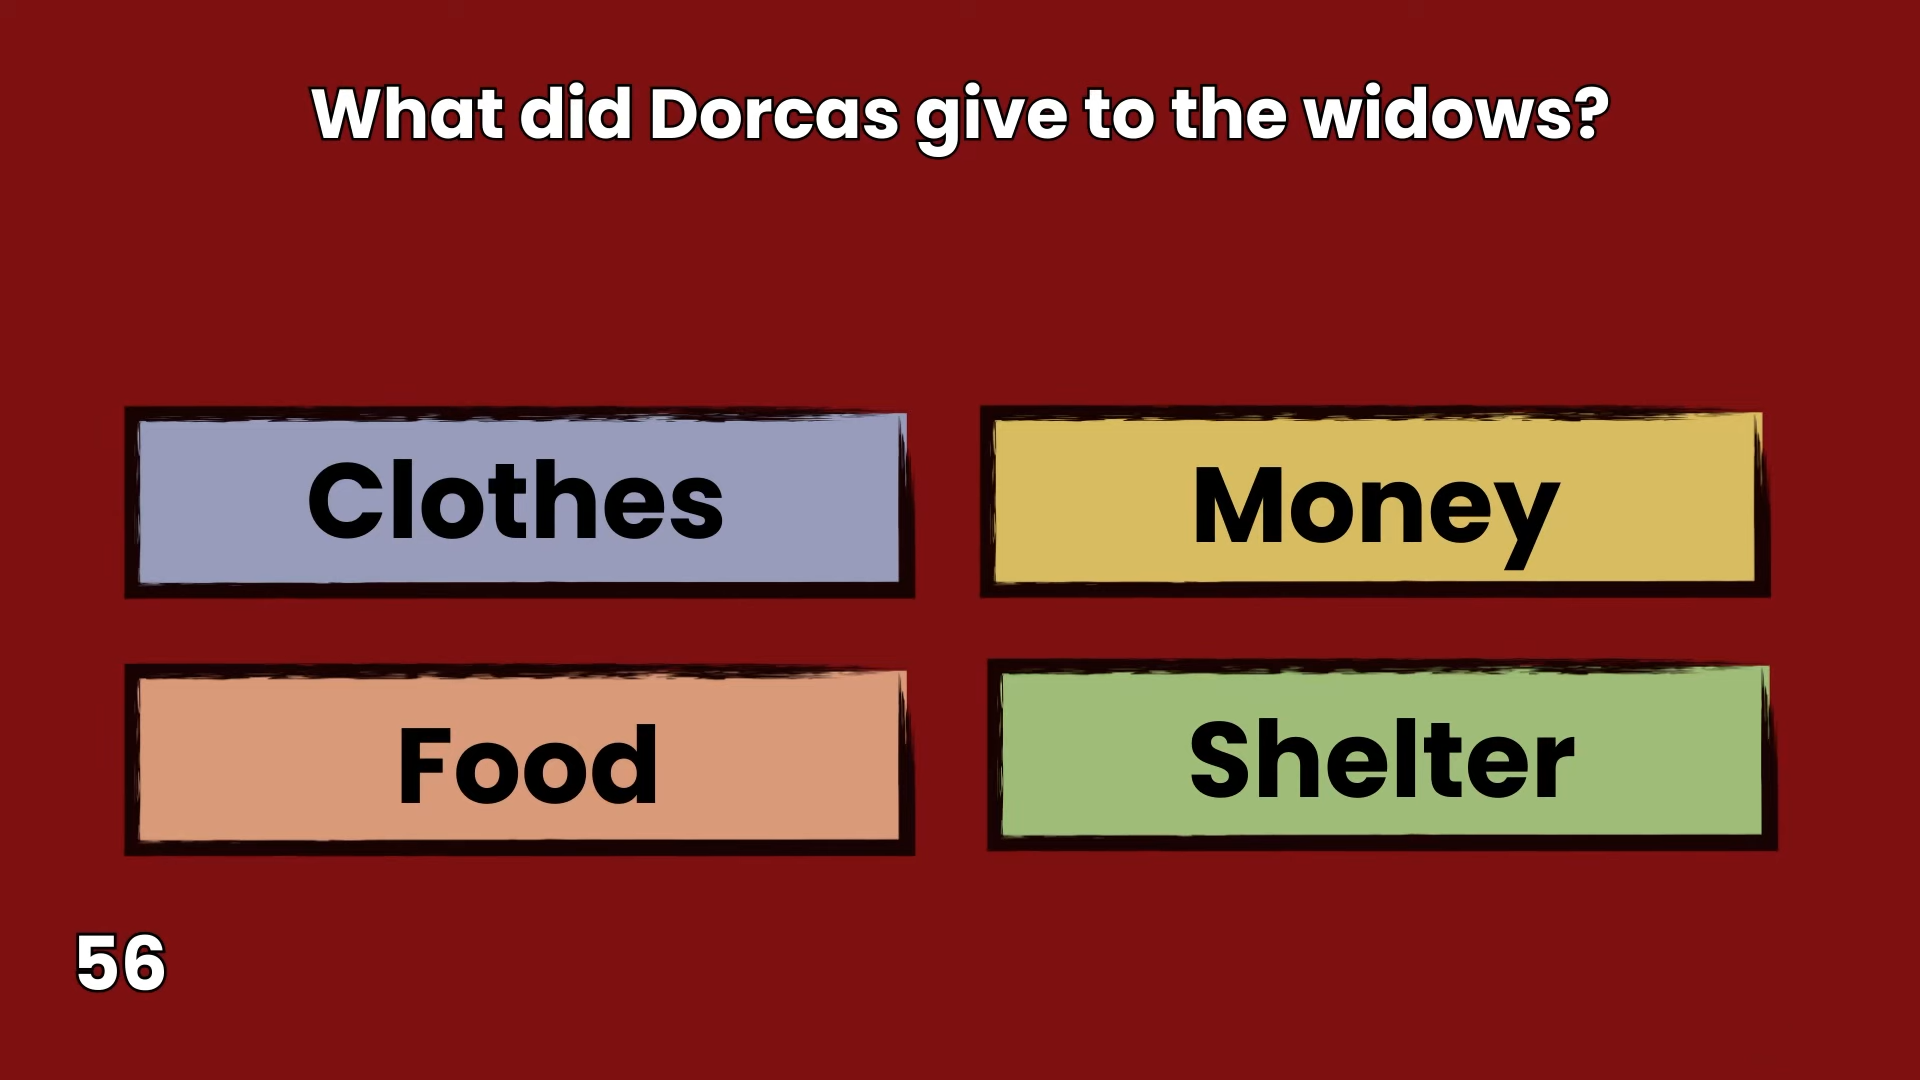 What did Dorcas give to the widows?
Clothes
Money
Food
Shelter
56